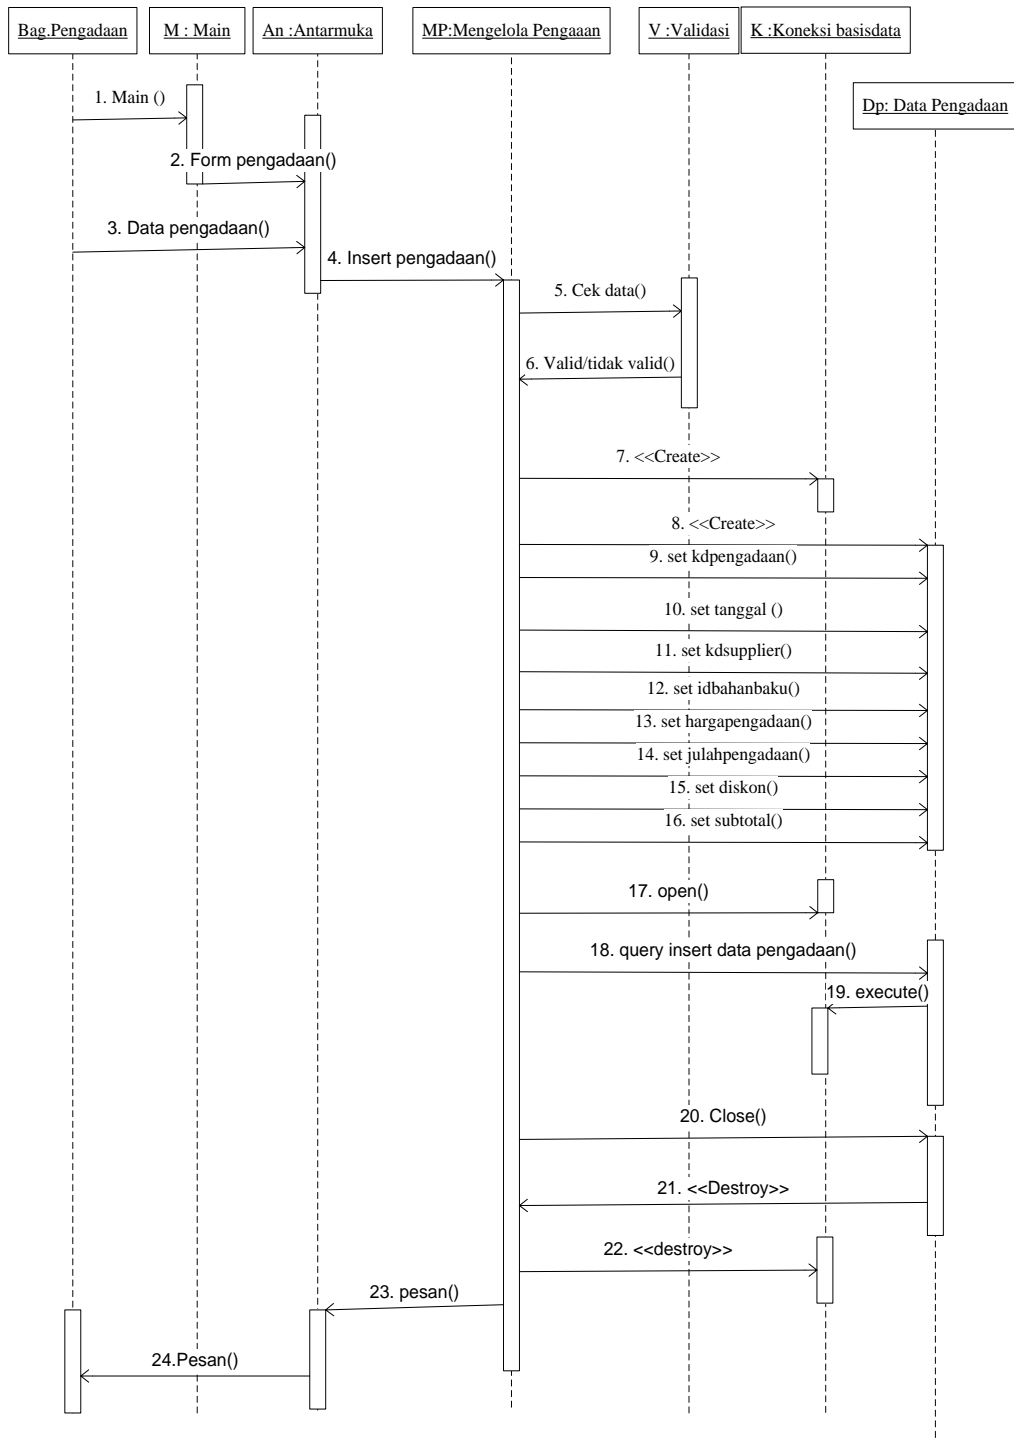 Bag.Pengadaan
M : Main
An :Antarmuka
MP:Mengelola Pengaaan
V :Validasi
K :Koneksi basisdata
Dp: Data Pengadaan
1. Main ()
2. Form pengadaan()
3. Data pengadaan()
4. Insert pengadaan()
5. Cek data()
6. Valid/tidak valid()
7. <<Create>>
8. <<Create>>
9. set kdpengadaan()
10. set tanggal ()
11. set kdsupplier()
12. set idbahanbaku()
13. set hargapengadaan()
14. set julahpengadaan()
15. set diskon()
16. set subtotal()
17. open()
18. query insert data pengadaan()
19. execute()
20. Close()
21. <<Destroy>>
22. <<destroy>>
23. pesan()
24.Pesan()